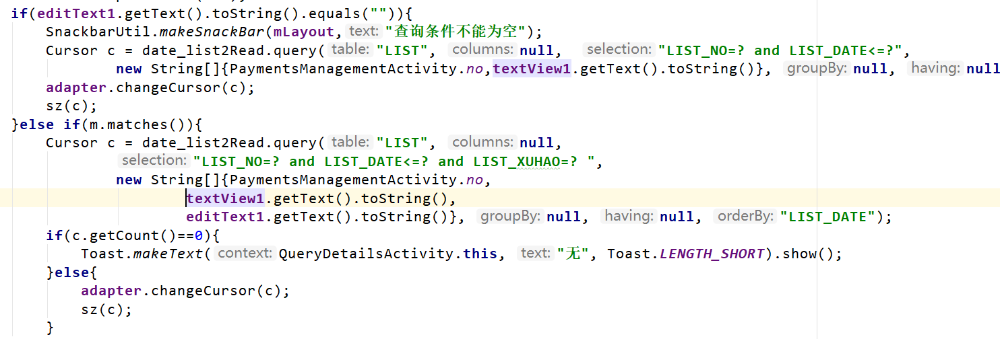 if(editText1.getText().toString().equals("")){
SnackbarUtil.makeSnackBar(mLayout, text: "查询条件不能为空");
Cursor c = date_list2Read.query( table: "LIST", columns: null, selection: "LIST_NO=? and LIST_DATE<=?",
new String[]{PaymentsManagementActivity.no,textView1.getText().toString()}, groupBy: null, having: null
adapter.changeCursor(c);
sz(c);
}else if(m.matches()){
Cursor c = date_list2Read.query( table: "LIST", columns: null,
selection: "LIST_NO=? and LIST_DATE<=? and LIST_XUHAO=? ",
new String[]{PaymentsManagementActivity.no,
textView1.getText().toString(),
editText1.getText().toString()}, groupBy: null, having: null, orderBy: "LIST_DATE");
if(c.getCount()==0){
Toast.makeText( context: QueryDetailsActivity.this, text: "无", Toast.LENGTH_SHORT).show();
}else{
adapter.changeCursor(c);
sz(c);
}